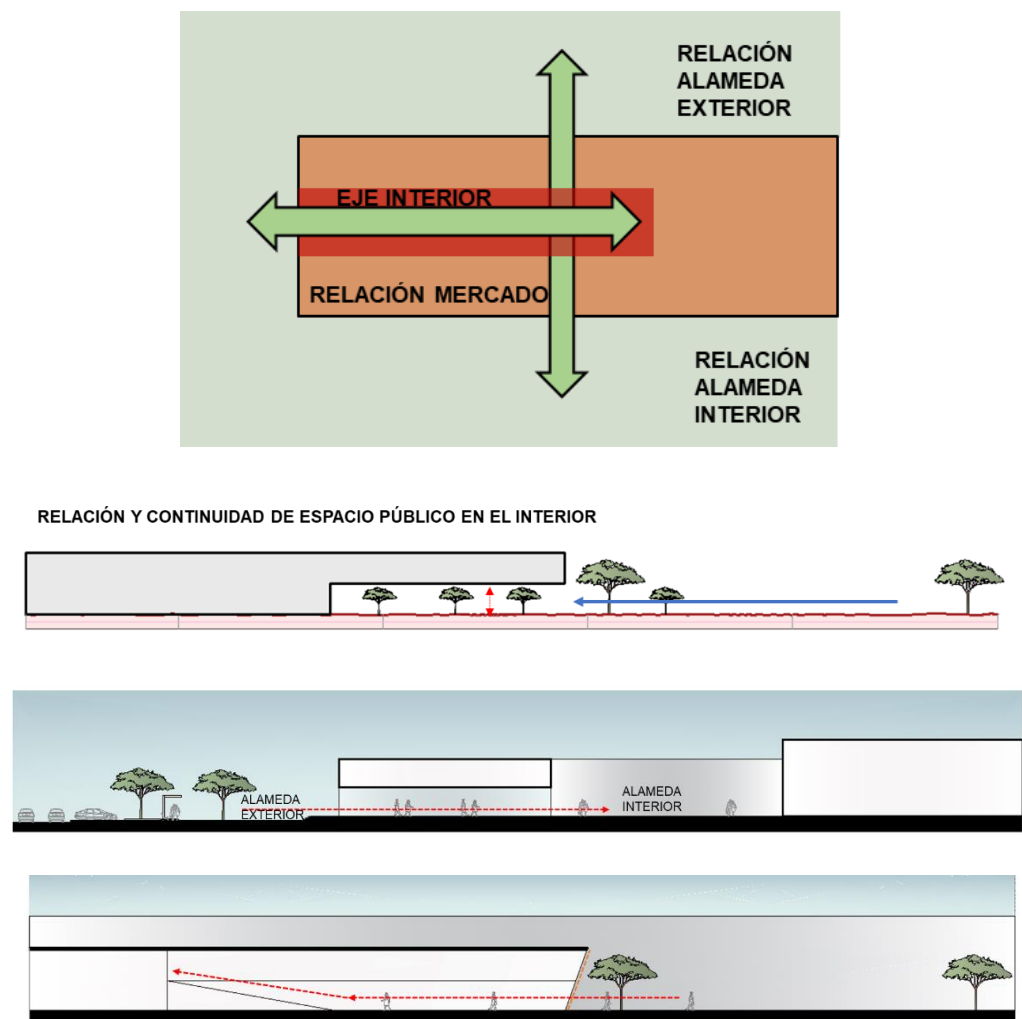 RELACIÓN
ALAMEDA
EXTERIOR
EJE INTERIOR
RELACIÓN MERCADO
RELACIÓN
ALAMEDA
INTERIOR
RELACIÓN Y CONTINUIDAD DE ESPACIO PÚBLICO EN EL INTERIOR
ALAMEDA
EXTERIOR
ALAMEDA
INTERIOR